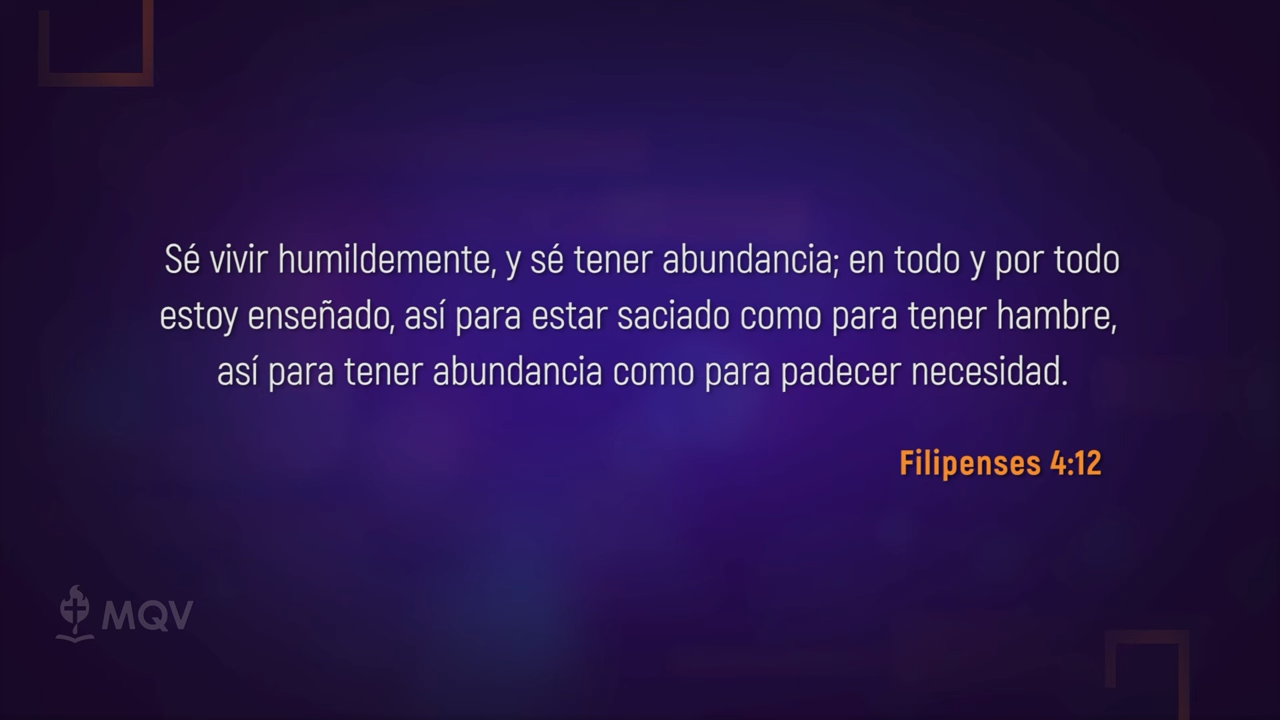 Sé vivir humildemente, y sé tener abundancia; en todo y por todo
estoy enseñado, así para estar saciado como para tener hambre,
así para tener abundancia como para padecer necesidad.
Filipenses 4:12
MQV